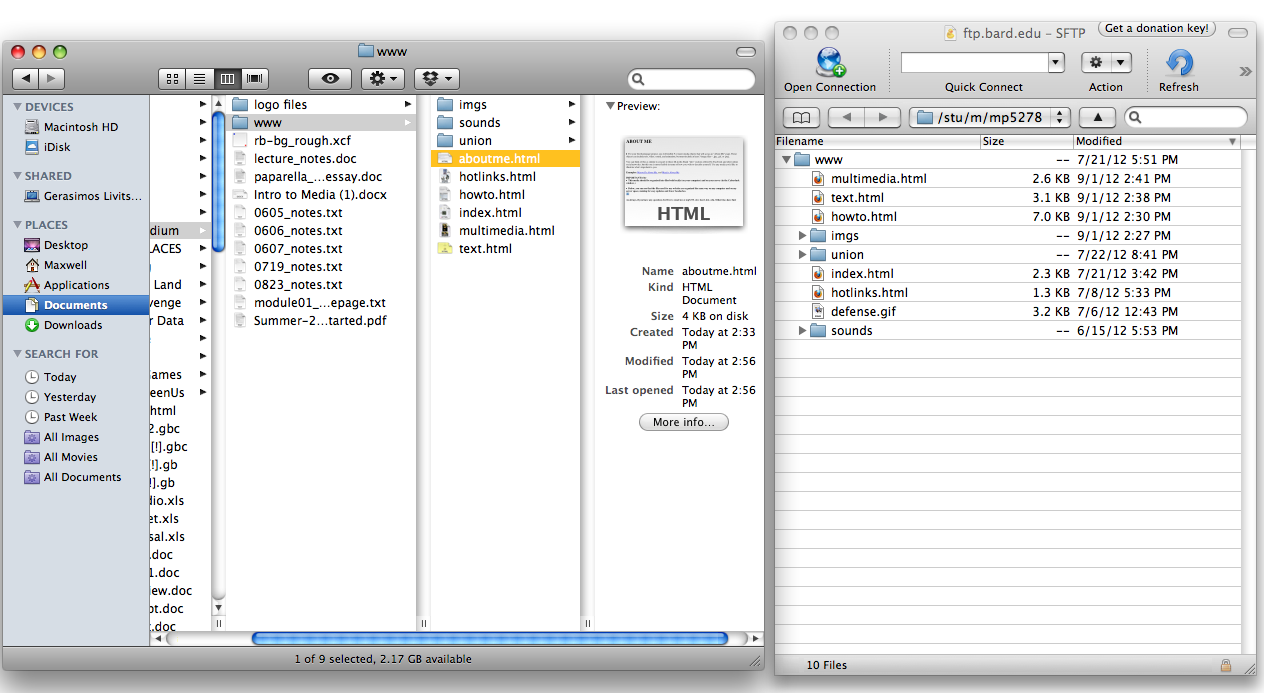 www
DEVICES
Macintosh HD
iDisk
SHARED
Gerasimos Livits...
PLACES
Desktop
Maxwell
Applications
Documents
Downloads
SEARCH FOR
Today
Yesterday
Past Week
All Images
All Movies
All Documents
dium
LACES
Land
venge
r Data
ames
eenUs
html
2.gbc
[!].gbc
!].gb
!].gb
dio.xls
et.xls
sal.xls
.doc
1.doc
iew.doc
pt.doc
.doc
logo files
www
rb-bg_rough.xcf
lecture_notes.doc
paparella_...essay.doc
Intro to Media (1).docx
0605_notes.txt
0606_notes.txt
0607_notes.txt
0719_notes.txt
0823_notes.txt
module01_...epage.txt
Summer-2...tarted.pdf
imgs
sounds
union
aboutme.html
hotlinks.html
howto.html
index.html
multimedia.html
text.html
Preview:
ABOUT ME
HTML
Name aboutme.html
Kind HTML
Document
Size 4 KB on disk
Created Today at 2:33
PM
Modified Today at 2:56
PM
Last opened Today at 2:56
PM
More info...
1 of 9 selected, 2.17 GB available
ftp.bard.edu – SFTP
Get a donation key!
Open Connection
Quick Connect
Action
Refresh
/stu/m/mp5278
Filename Size Modified
www -- 7/21/12 5:51 PM
multimedia.html 2.6 KB 9/1/12 2:41 PM
text.html 3.1 KB 9/1/12 2:38 PM
howto.html 7.0 KB 9/1/12 2:30 PM
imgs -- 9/1/12 2:27 PM
union -- 7/22/12 8:41 PM
index.html 2.3 KB 7/21/12 3:42 PM
hotlinks.html 1.3 KB 7/8/12 5:33 PM
defense.gif 3.2 KB 7/6/12 12:43 PM
sounds -- 6/15/12 5:53 PM
10 Files